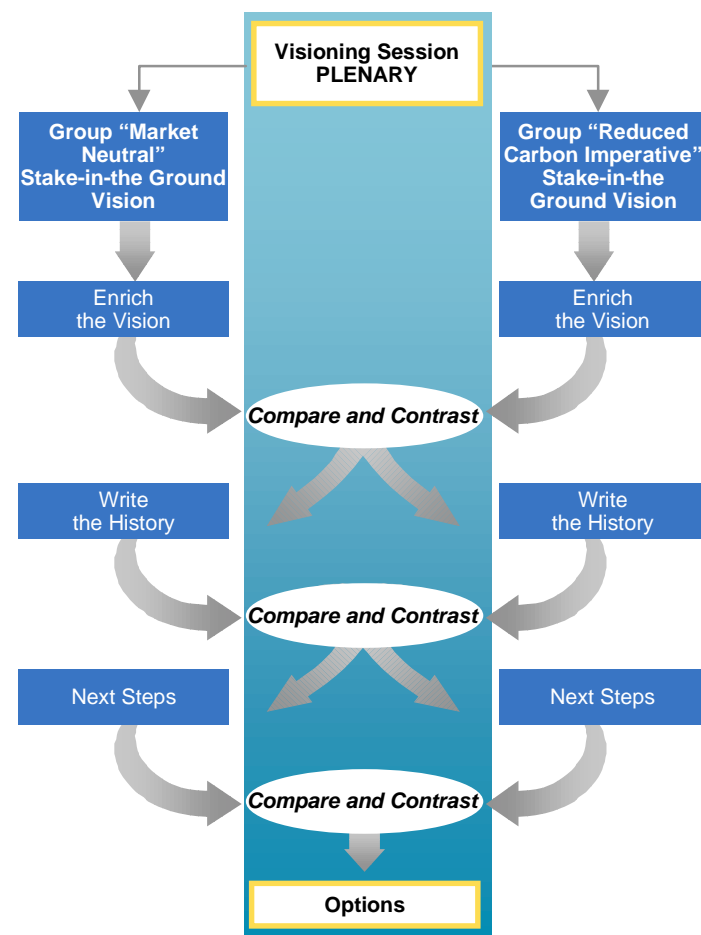 Visioning Session
PLENARY
Group “Market
Neutral”
Stake-in-the Ground
Vision
Group “Reduced
Carbon Imperative”
Stake-in-the
Ground Vision
Enrich
the Vision
Enrich
the Vision
Compare and Contrast
Write
the History
Write
the History
Compare and Contrast
Next Steps
Next Steps
Compare and Contrast
Options